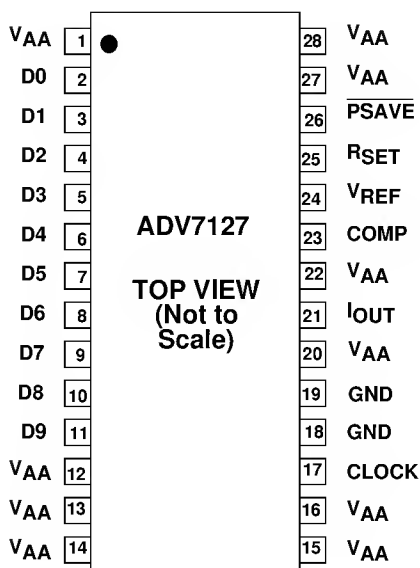 VAA 1 28 VAA
D0 2 27 VAA
D1 3 26 PSAVE
D2 4 25 RSET
D3 5 24 VREF
D4 6 ADV7127 23 COMP
D5 7 22 VAA
TOP VIEW
D6 8 (Not to 21 IOUT
Scale)
D7 9 20 VAA
D8 10 19 GND
D9 11 18 GND
VAA 12 17 CLOCK
VAA 13 16 VAA
VAA 14 15 VAA